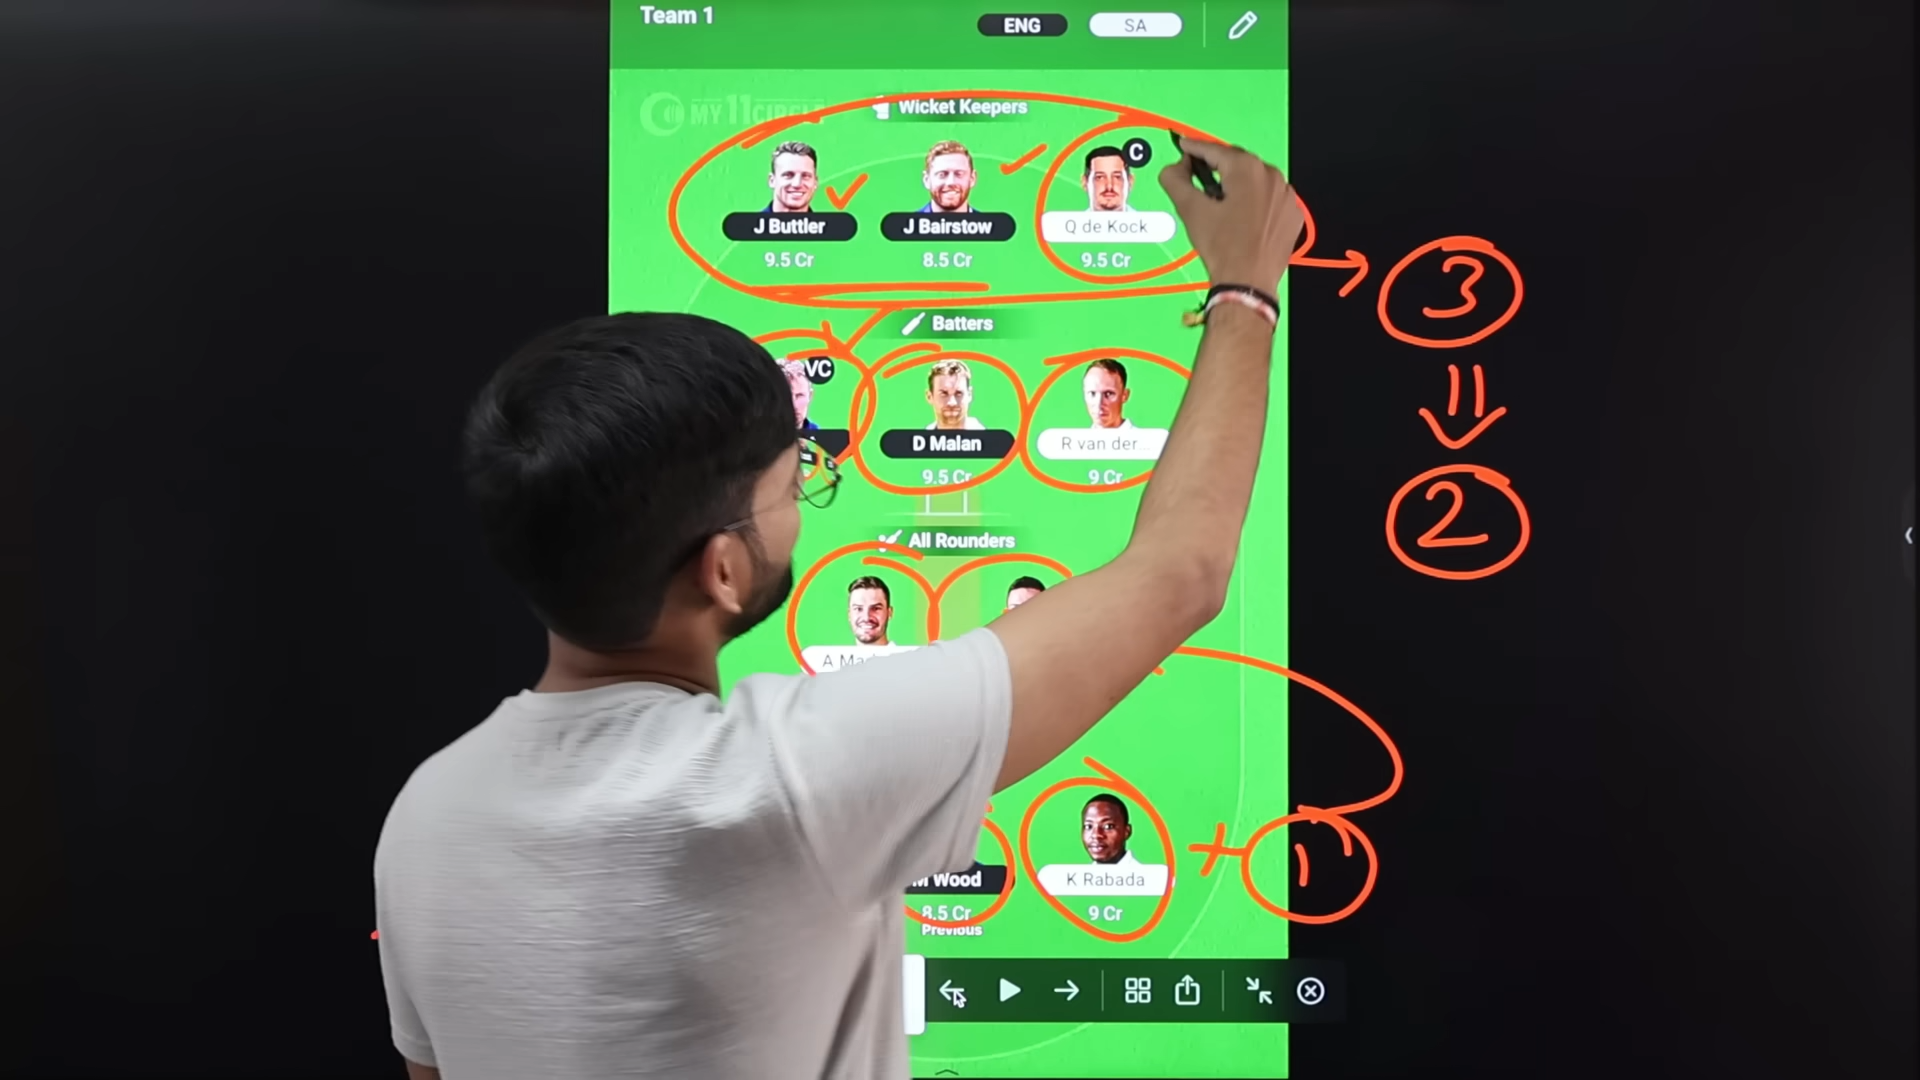 Team 1
ENG
SA
MY11CIRCLE
Wicket Keepers
C
J Buttler
J Bairstow
Q de Kock
9.5 Cr
8.5 Cr
9.5 Cr
3
Batters
VC
D Malan
R van der...
9.5 Cr
9 Cr
2
All Rounders
M Wood
K Rabada
+ 1
8.5 Cr
9 Cr
Previous